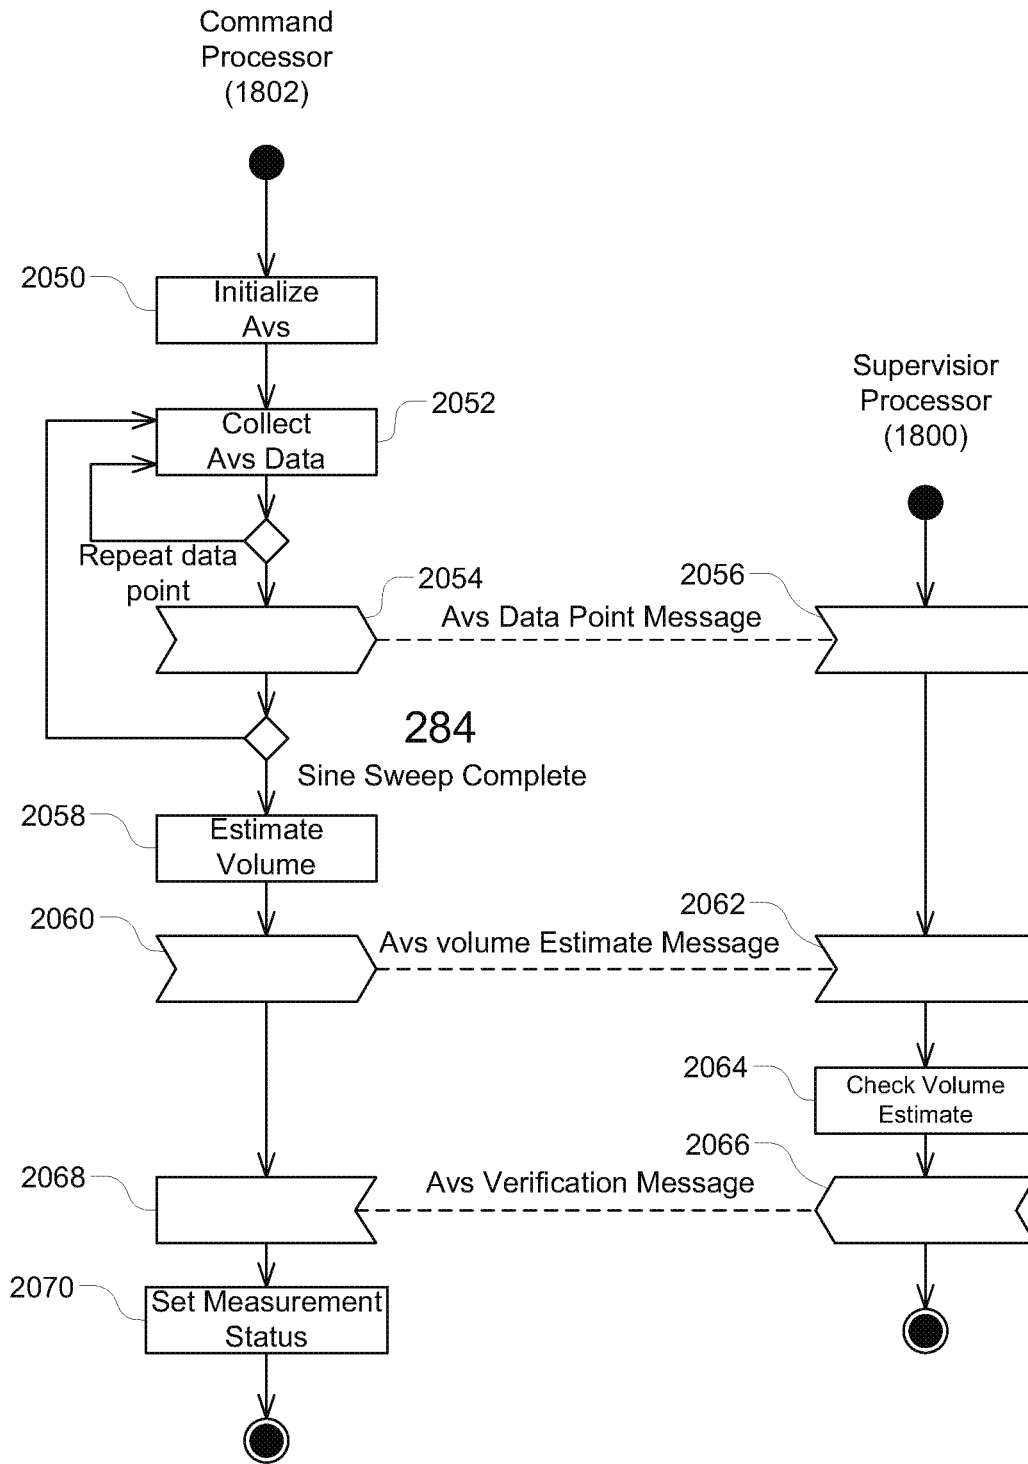 Command
Processor
(1802)
2050
Initialize
Avs
Supervisior
Processor
(1800)
2052
Collect
Avs Data
Repeat data
point
2054
2056
Avs Data Point Message
284
Sine Sweep Complete
2058
Estimate
Volume
2060
2062
Avs volume Estimate Message
2064
Check Volume
Estimate
2066
2068
Avs Verification Message
2070
Set Measurement
Status